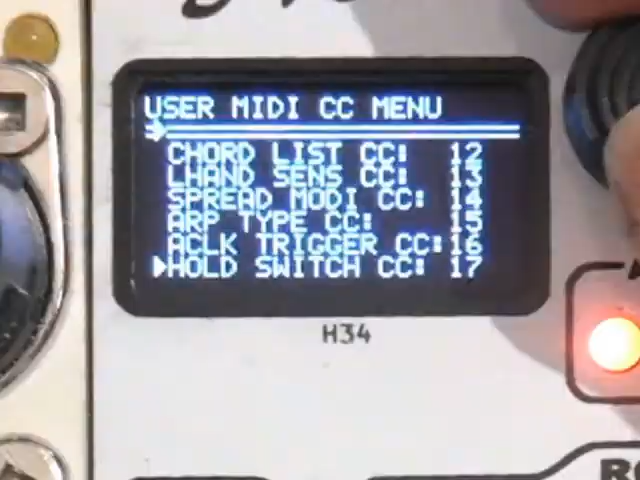 USER MIDI CC MENU
CHORD LIST CC: 12
LHAND SENS CC: 13
SPREAD MODI CC: 14
ARP TYPE CC: 15
ACLK TRIGGER CC:16
HOLD SWITCH CC: 17
H34